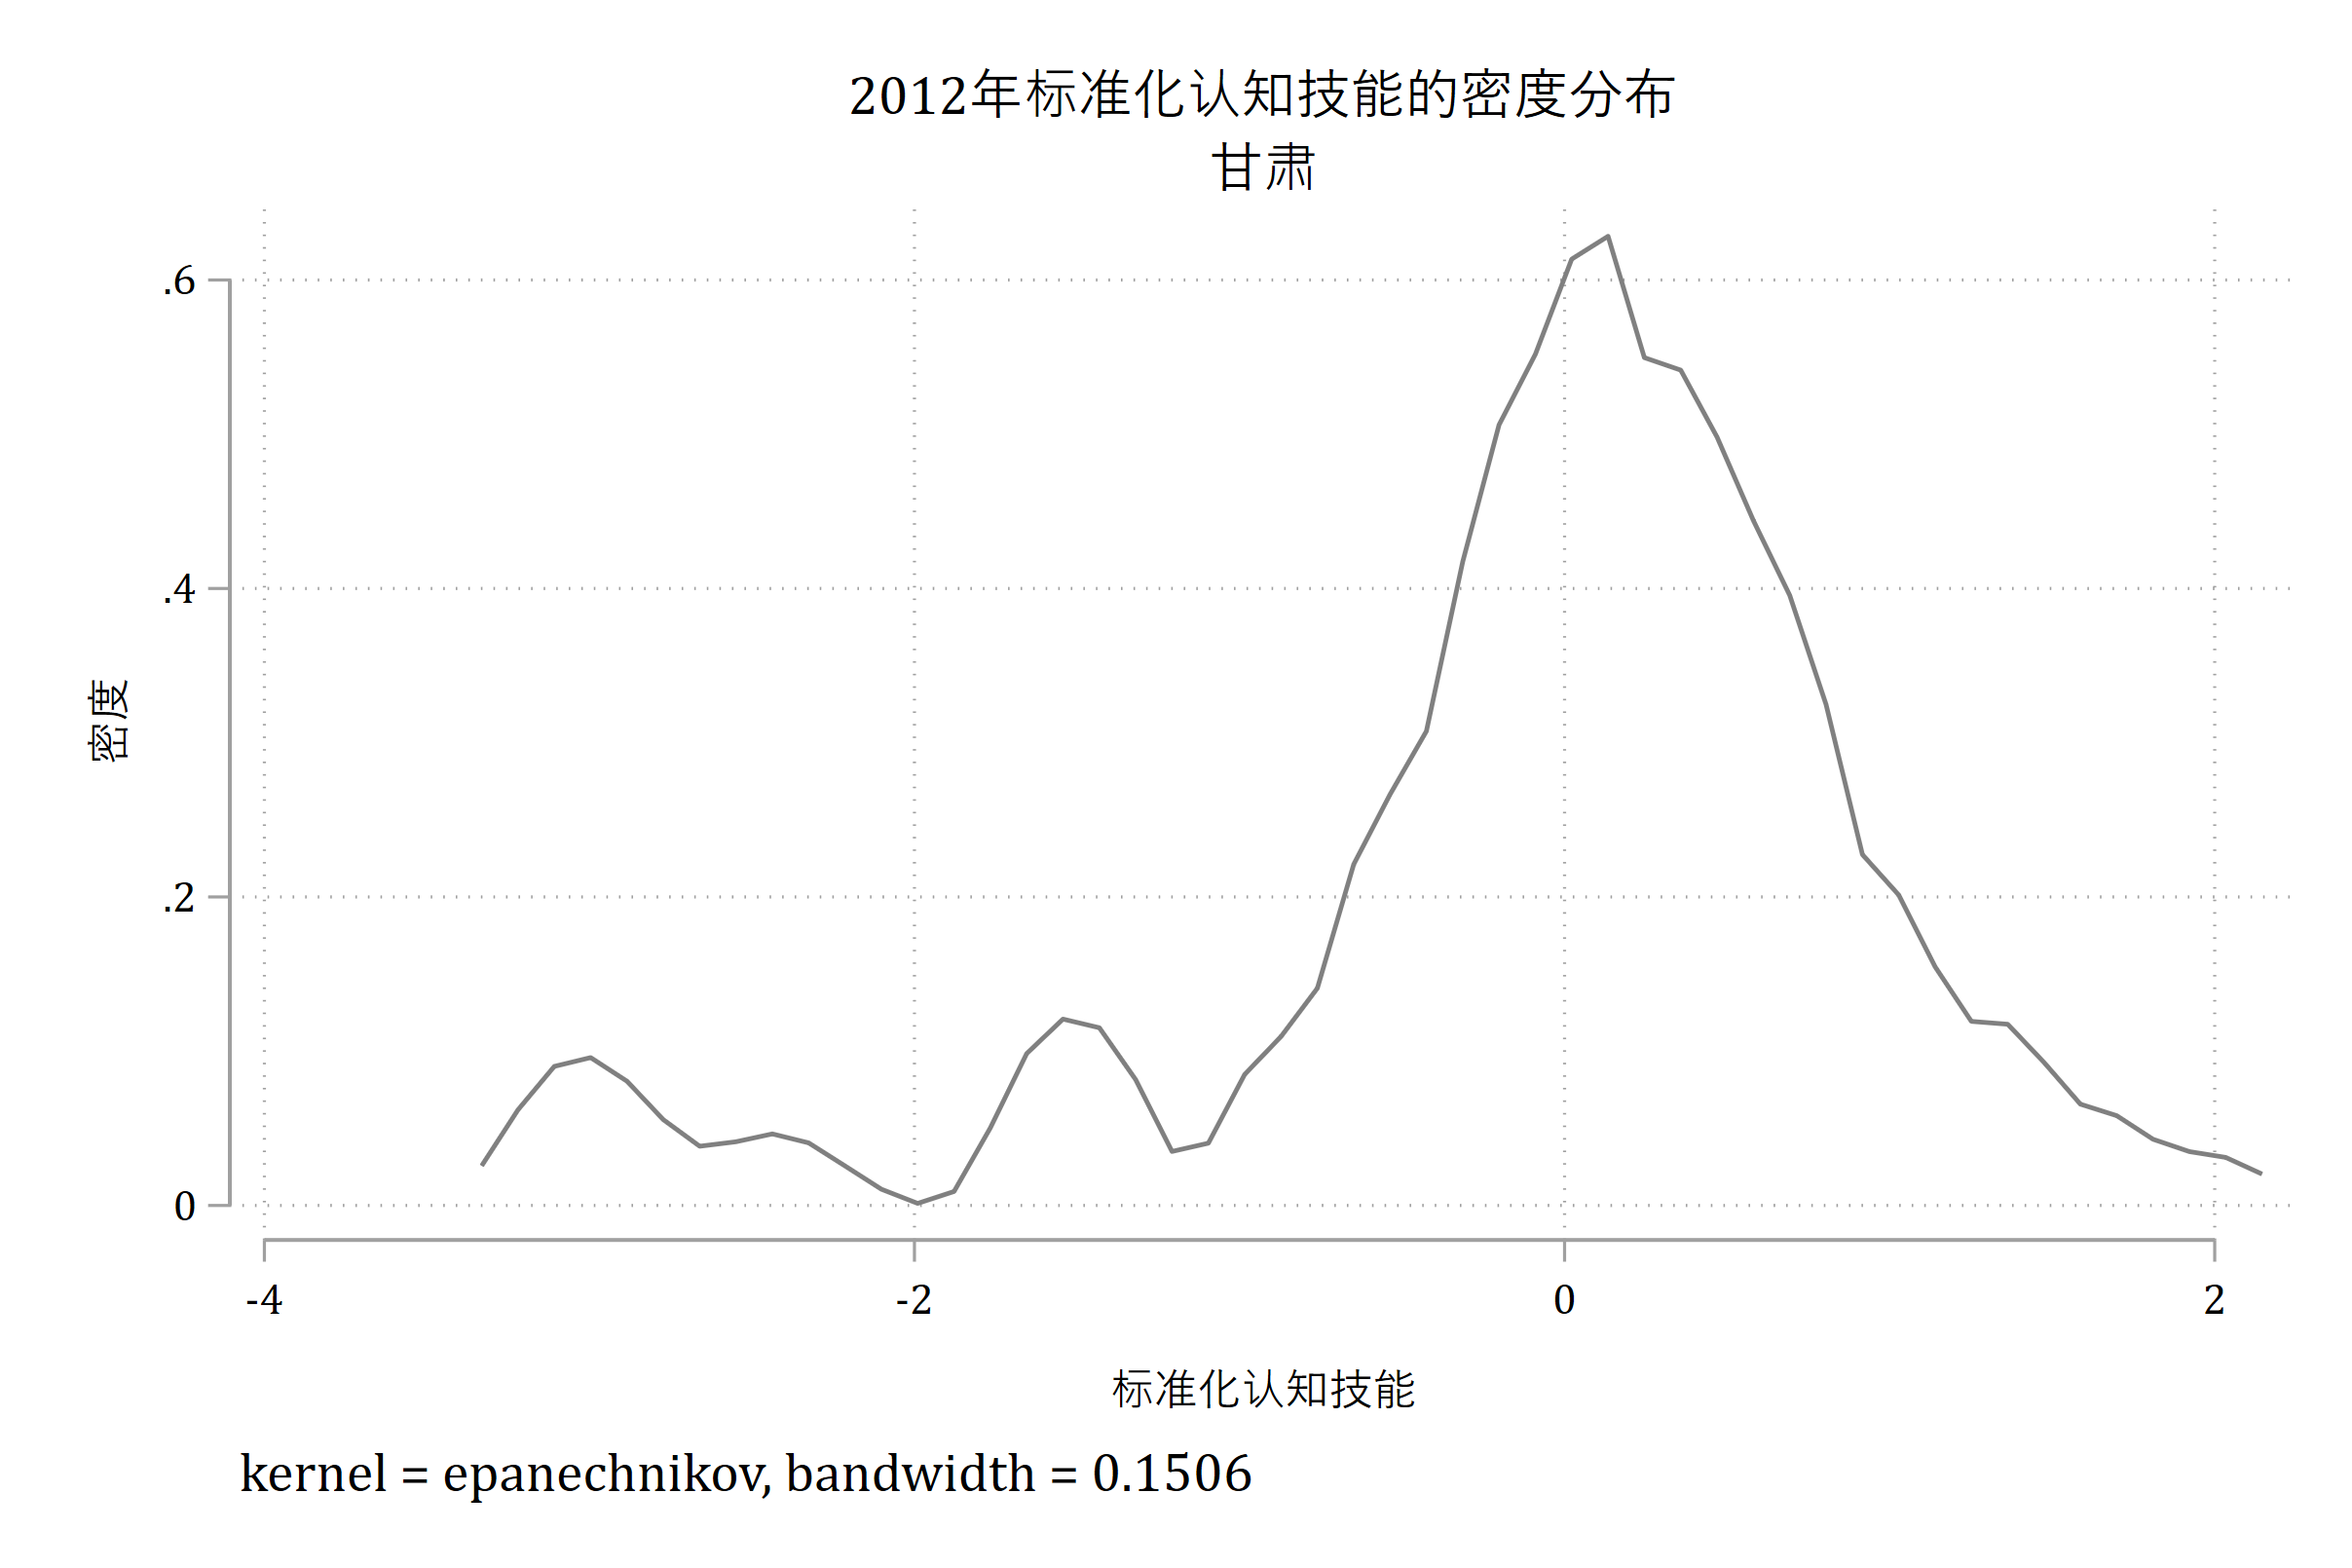 2012年标准化认知技能的密度分布
甘肃
.6
.4
.2
0
密度
-4
-2
0
2
标准化认知技能
kernel = epanechnikov, bandwidth = 0.1506